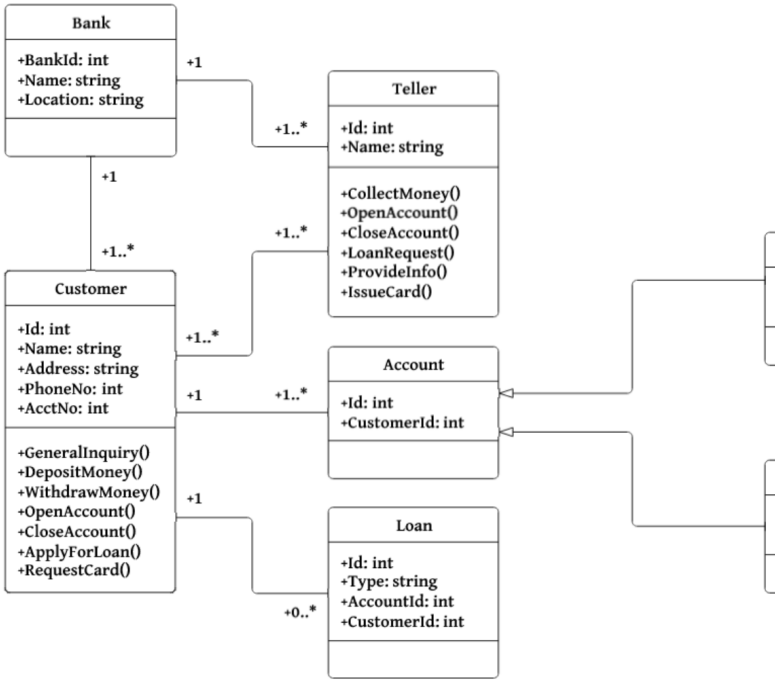 Bank
+BankId: int
+Name: string
+Location: string
+1
+1..*
Teller
+Id: int
+Name: string
+CollectMoney()
+OpenAccount()
+CloseAccount()
+LoanRequest()
+ProvideInfo()
+IssueCard()
+1
+1..*
Customer
+Id: int
+Name: string
+Address: string
+PhoneNo: int
+AcctNo: int
+GeneralInquiry()
+DepositMoney()
+WithdrawMoney()
+OpenAccount()
+CloseAccount()
+ApplyForLoan()
+RequestCard()
+1..*
+1..*
+1
+1..*
Account
+Id: int
+CustomerId: int
+1
+0..*
Loan
+Id: int
+Type: string
+AccountId: int
+CustomerId: int